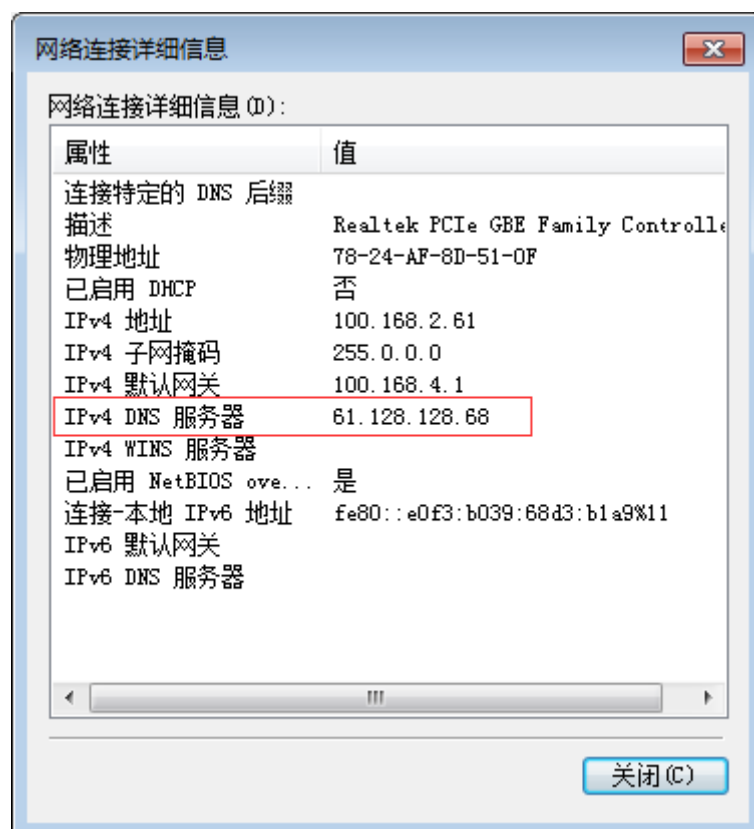 网络连接详细信息
网络连接详细信息(D):
属性 值
连接特定的 DNS 后缀
描述 Realtek PCIe GBE Family Controlle
物理地址 78-24-AF-8D-51-0F
已启用 DHCP 否
IPv4 地址 100.168.2.61
IPv4 子网掩码 255.0.0.0
IPv4 默认网关 100.168.4.1
IPv4 DNS 服务器 61.128.128.68
IPv4 WINS 服务器
已启用 NetBIOS ove... 是
连接-本地 IPv6 地址 fe80::e0f3:b039:68d3:b1a9%11
IPv6 默认网关
IPv6 DNS 服务器
关闭(C)